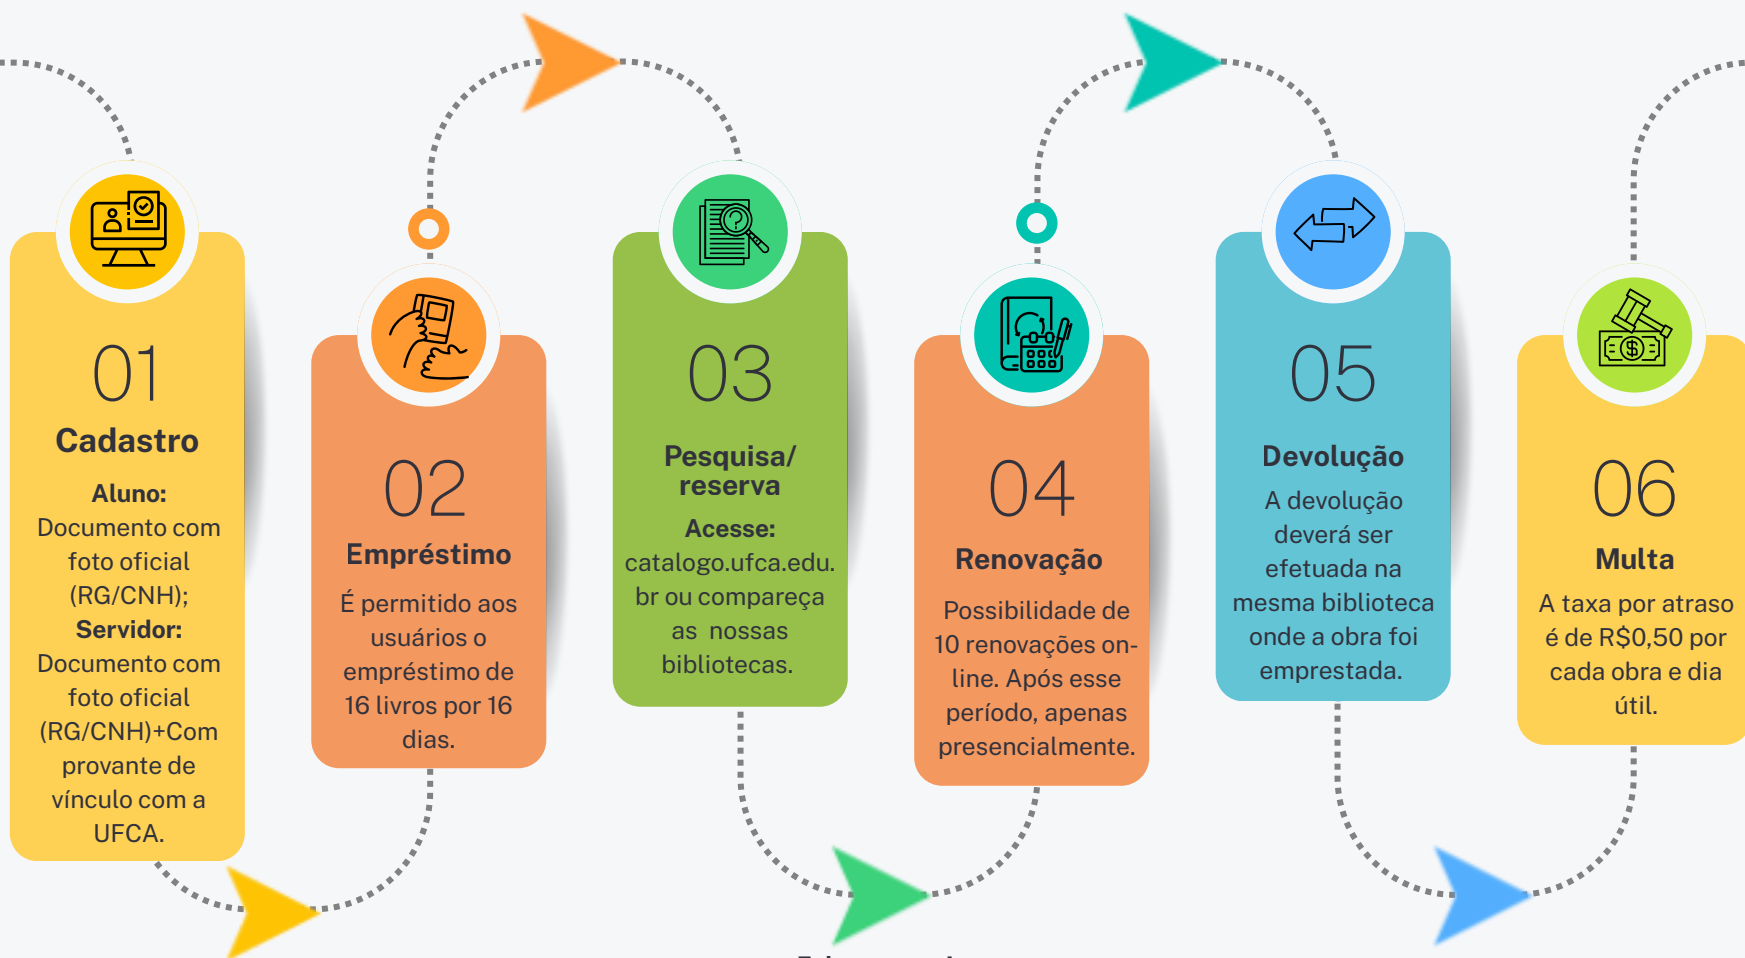 01
Cadastro
Aluno:
Documento com
foto oficial
(RG/CNH);
Servidor:
Documento com
foto oficial
(RG/CNH)+Com
provante de
vínculo com a
UFCA.
02
Empréstimo
É permitido aos
usuários o
empréstimo de
16 livros por 16
dias.
03
Pesquisa/
reserva
Acesse:
catalogo.ufca.edu.
br ou compareça
as nossas
bibliotecas.
04
Renovação
Possibilidade de
10 renovações on-
line. Após esse
período, apenas
presencialmente.
05
Devolução
A devolução
deverá ser
efetuada na
mesma biblioteca
onde a obra foi
emprestada.
06
Multa
A taxa por atraso
é de R$0,50 por
cada obra e dia
útil.